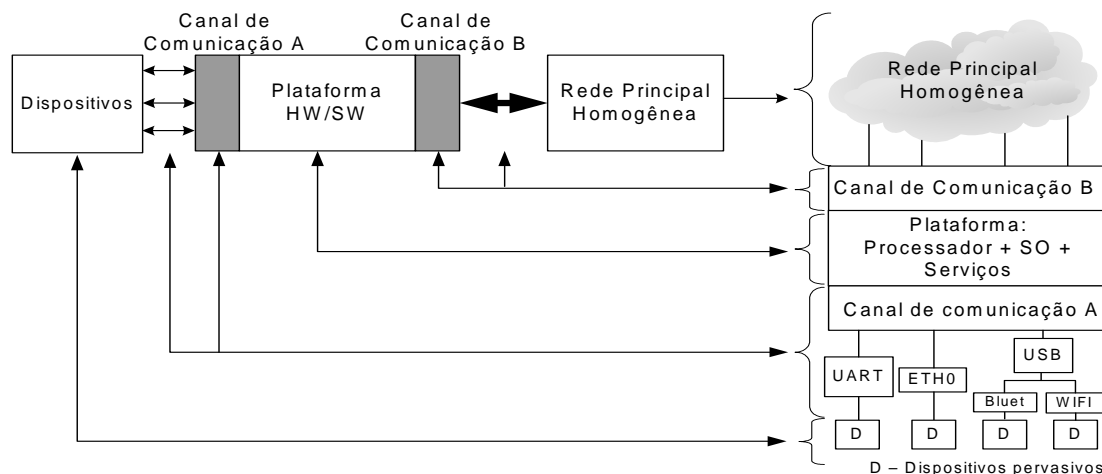 Canal de
Comunicação A
Canal de
Comunicação B
Dispositivos
Plataforma
HW/SW
Rede Principal
Homogênea
Rede Principal
Homogênea
Canal de Comunicação B
Plataforma:
Processador + SO +
Serviços
Canal de comunicação A
UART
ETH0
USB
Bluet
WIFI
D
D
D
D
D – Dispositivos pervasivos